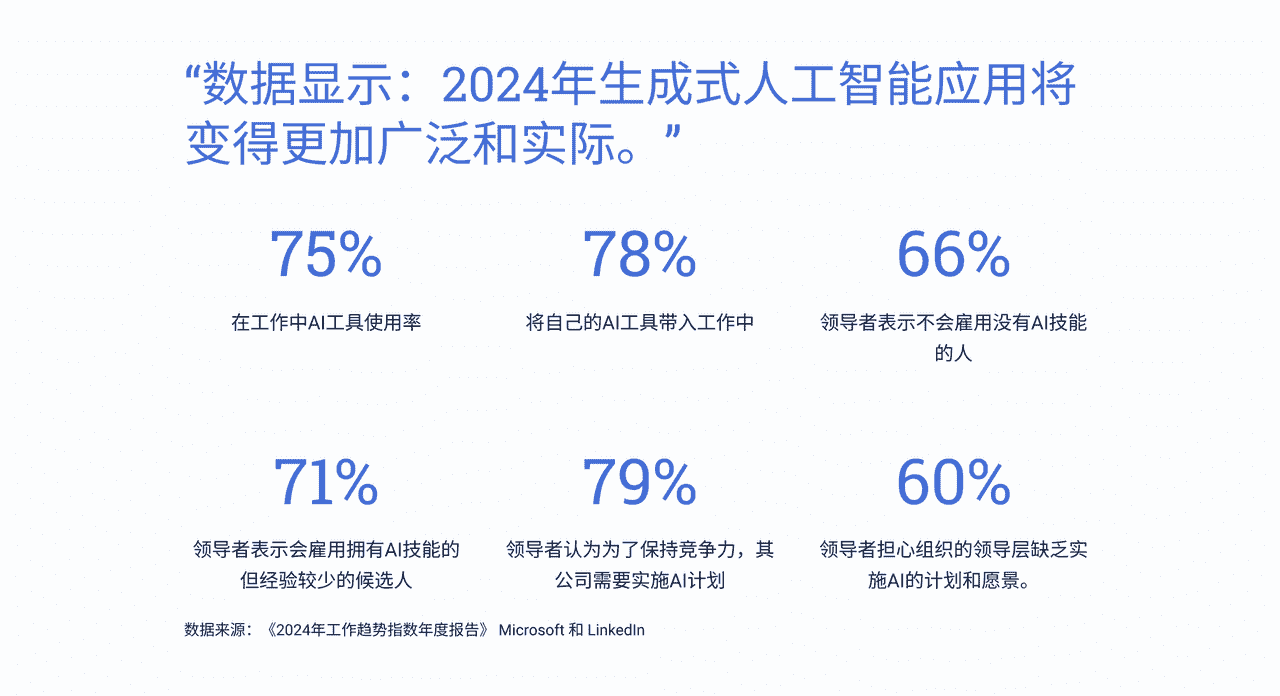 “数据显示：2024年生成式人工智能应用将
变得更加广泛和实际。”
75%
在工作中AI工具使用率
78%
将自己的AI工具带入工作中
66%
领导者表示不会雇用没有AI技能
的人
71%
领导者表示会雇用拥有AI技能的
但经验较少的候选人
79%
领导者认为为了保持竞争力，其
公司需要实施AI计划
60%
领导者担心组织的领导层缺乏实
施AI的计划和愿景。
数据来源：《2024年工作趋势指数年度报告》 Microsoft 和 LinkedIn